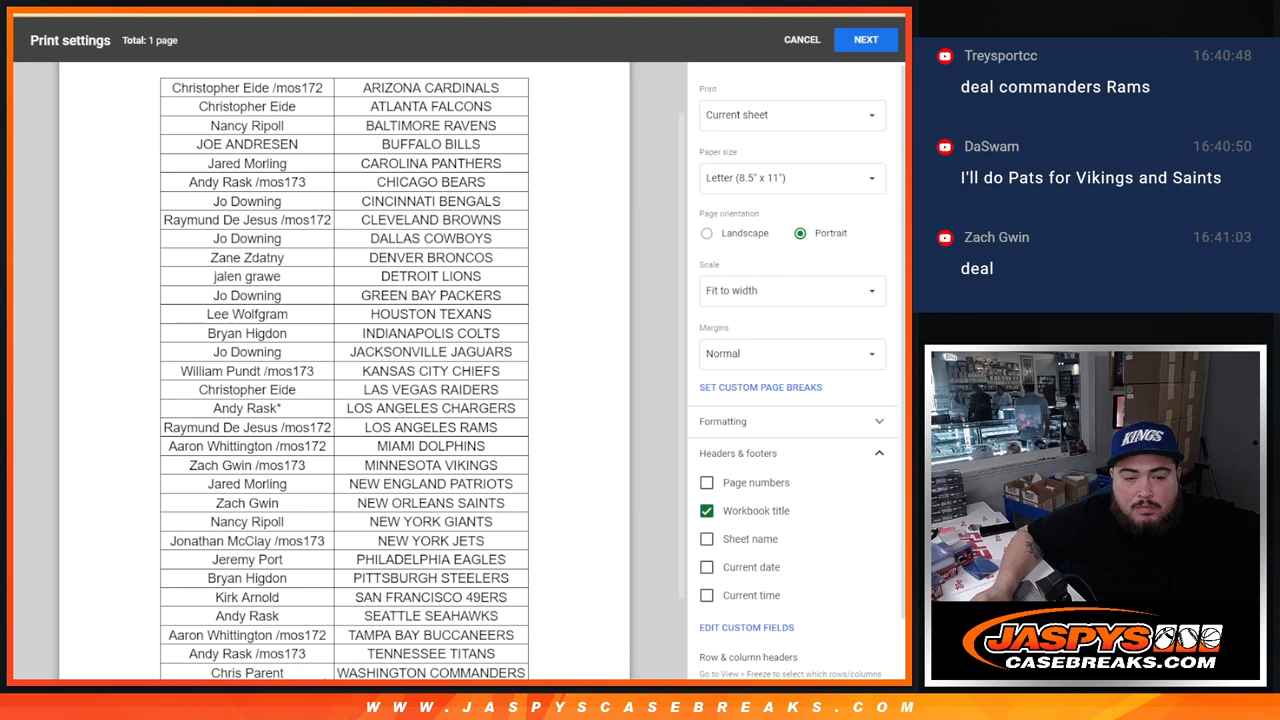 Print settings Total: 1 page CANCEL NEXT
Christopher Eide /mos172 ARIZONA CARDINALS
Christopher Eide ATLANTA FALCONS
Nancy Ripoll BALTIMORE RAVENS
JOE ANDRESEN BUFFALO BILLS
Jared Morling CAROLINA PANTHERS
Andy Rask /mos173 CHICAGO BEARS
Jo Downing CINCINNATI BENGALS
Raymund De Jesus /mos172 CLEVELAND BROWNS
Jo Downing DALLAS COWBOYS
Zane Zdatny DENVER BRONCOS
jalen grawe DETROIT LIONS
Jo Downing GREEN BAY PACKERS
Lee Wolfgram HOUSTON TEXANS
Bryan Higdon INDIANAPOLIS COLTS
Jo Downing JACKSONVILLE JAGUARS
William Pundt /mos173 KANSAS CITY CHIEFS
Christopher Eide LAS VEGAS RAIDERS
Andy Rask* LOS ANGELES CHARGERS
Raymund De Jesus /mos172 LOS ANGELES RAMS
Aaron Whittington /mos172 MIAMI DOLPHINS
Zach Gwin /mos173 MINNESOTA VIKINGS
Jared Morling NEW ENGLAND PATRIOTS
Zach Gwin NEW ORLEANS SAINTS
Nancy Ripoll NEW YORK GIANTS
Jonathan McClay /mos173 NEW YORK JETS
Jeremy Port PHILADELPHIA EAGLES
Bryan Higdon PITTSBURGH STEELERS
Kirk Arnold SAN FRANCISCO 49ERS
Andy Rask SEATTLE SEAHAWKS
Aaron Whittington /mos172 TAMPA BAY BUCCANEERS
Andy Rask /mos173 TENNESSEE TITANS
Chris Parent WASHINGTON COMMANDERS
Print
Current sheet
Paper size
Letter (8.5" x 11")
Page orientation
Landscape Portrait
Scale
Fit to width
Margins
Normal
SET CUSTOM PAGE BREAKS
Formatting
Headers & footers
Page numbers
Workbook title
Sheet name
Current date
Current time
EDIT CUSTOM FIELDS
Row & column headers
Go to View > Freeze to select which rows/columns
Treysportcc 16:40:48
deal commanders Rams
DaSwam 16:40:50
I'll do Pats for Vikings and Saints
Zach Gwin 16:41:03
deal
KINGS
JASPYS
CASEBREAKS.COM
WWW.JASPYSCASEBREAKS.COM